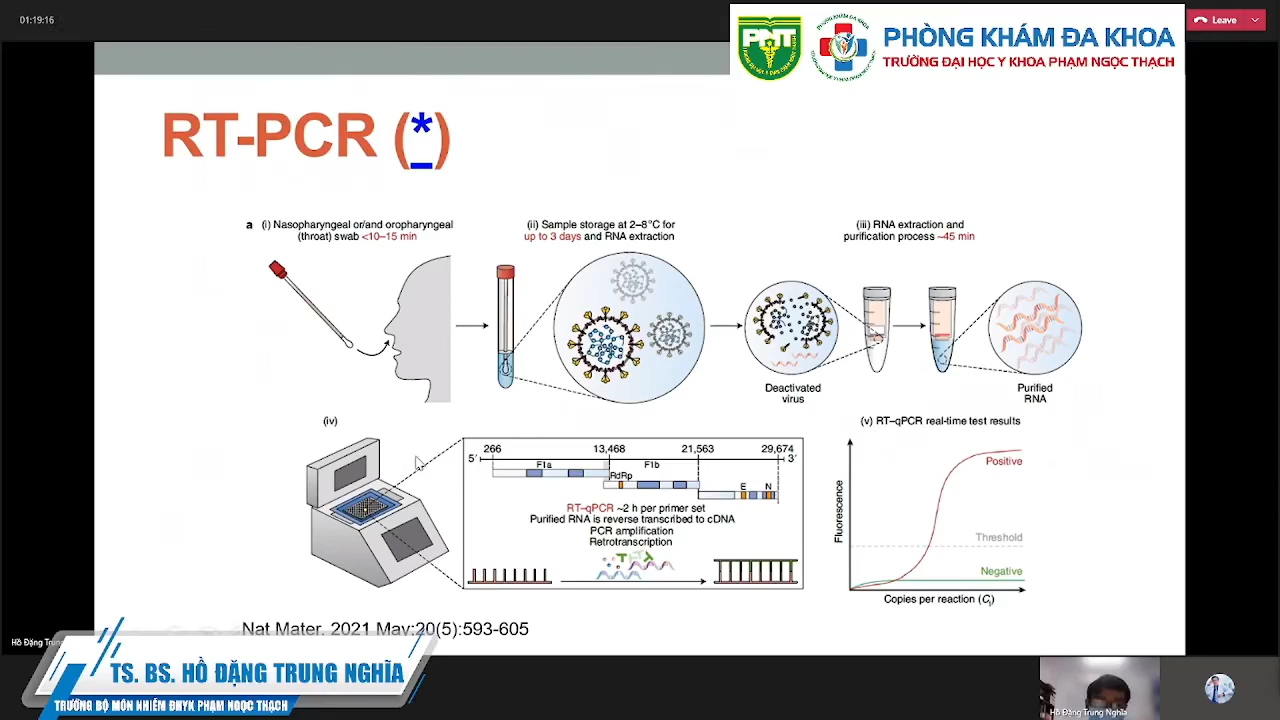 01:19:16
Leave
PNT
PHÒNG KHÁM ĐA KHOA
TRƯỜNG ĐẠI HỌC Y KHOA PHẠM NGỌC THẠCH
RT-PCR (*)
a (i) Nasopharyngeal or/and oropharyngeal
(throat) swab <10–15 min
(ii) Sample storage at 2–8°C for
up to 3 days and RNA extraction
(iii) RNA extraction and
purification process ~45 min
Deactivated
virus
Purified
RNA
(iv)
266 13,468 21,563 29,674
5′ 3′
F1a F1b
RdRp
E N
RT–qPCR ~2 h per primer set
Purified RNA is reverse transcribed to cDNA
PCR amplification
Retrotranscription
(v) RT–qPCR real-time test results
Positive
Fluorescence
Threshold
Negative
Copies per reaction (Ct)
Nat Mater. 2021 May;20(5):593-605
Hồ Đặng Trung
TS. BS. HỒ ĐẶNG TRUNG NGHĨA
TRƯỞNG BỘ MÔN NHIỄM ĐHYK PHẠM NGỌC THẠCH
Hồ Đặng Trung Nghĩa